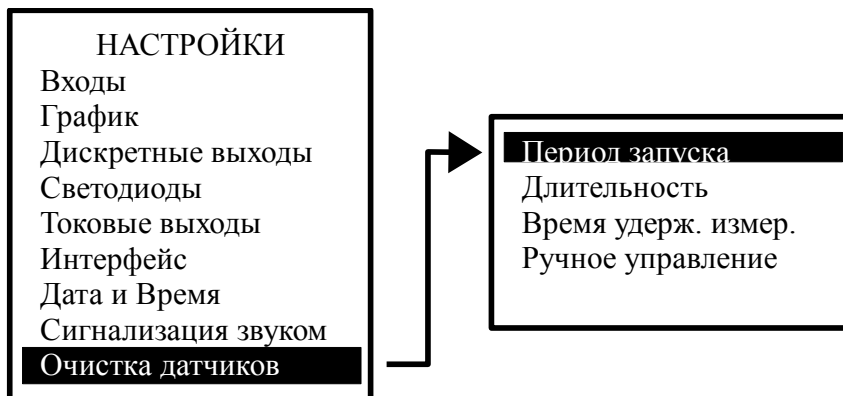 НАСТРОЙКИ
Входы
График
Дискретные выходы
Светодиоды
Токовые выходы
Интерфейс
Дата и Время
Сигнализация звуком
Очистка датчиков
Период запуска
Длительность
Время удерж. измер.
Ручное управление